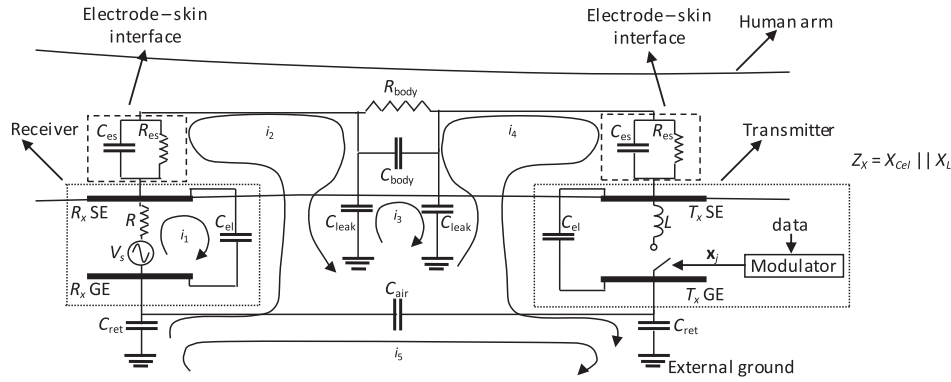 Electrode–skin
interface
Electrode–skin
interface
Human arm
R_body
Receiver
C_es
R_es
i_2
i_4
C_es
R_es
Transmitter
C_body
Z_X = X_Cel || X_L
R_x SE
R
C_el
i_1
V_s
R_x GE
C_leak
i_3
C_leak
C_el
T_x SE
L
data
x_j
Modulator
T_x GE
C_air
C_ret
C_ret
i_5
External ground